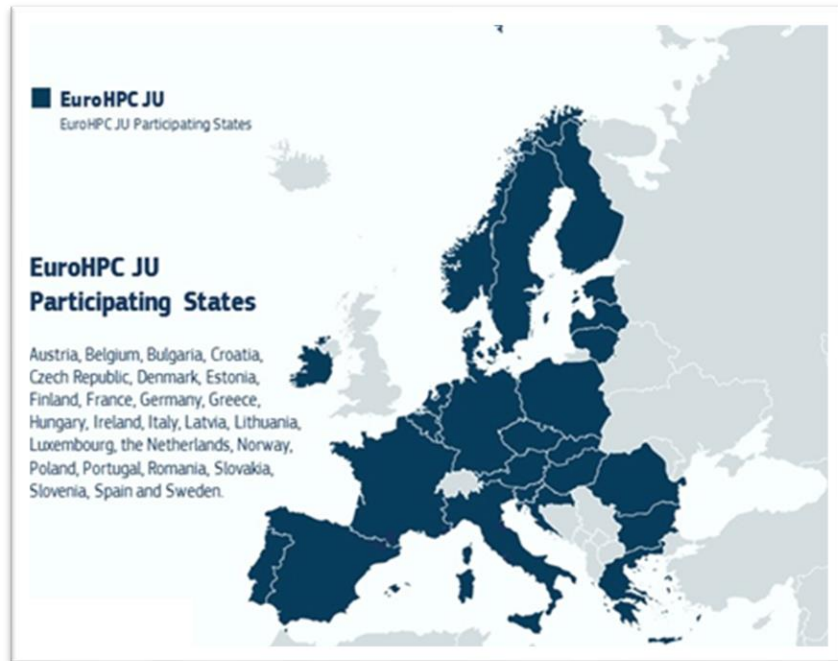 EuroHPC JU
EuroHPC JU Participating States
EuroHPC JU
Participating States
Austria, Belgium, Bulgaria, Croatia,
Czech Republic, Denmark, Estonia,
Finland, France, Germany, Greece,
Hungary, Ireland, Italy, Latvia, Lithuania,
Luxembourg, the Netherlands, Norway,
Poland, Portugal, Romania, Slovakia,
Slovenia, Spain and Sweden.